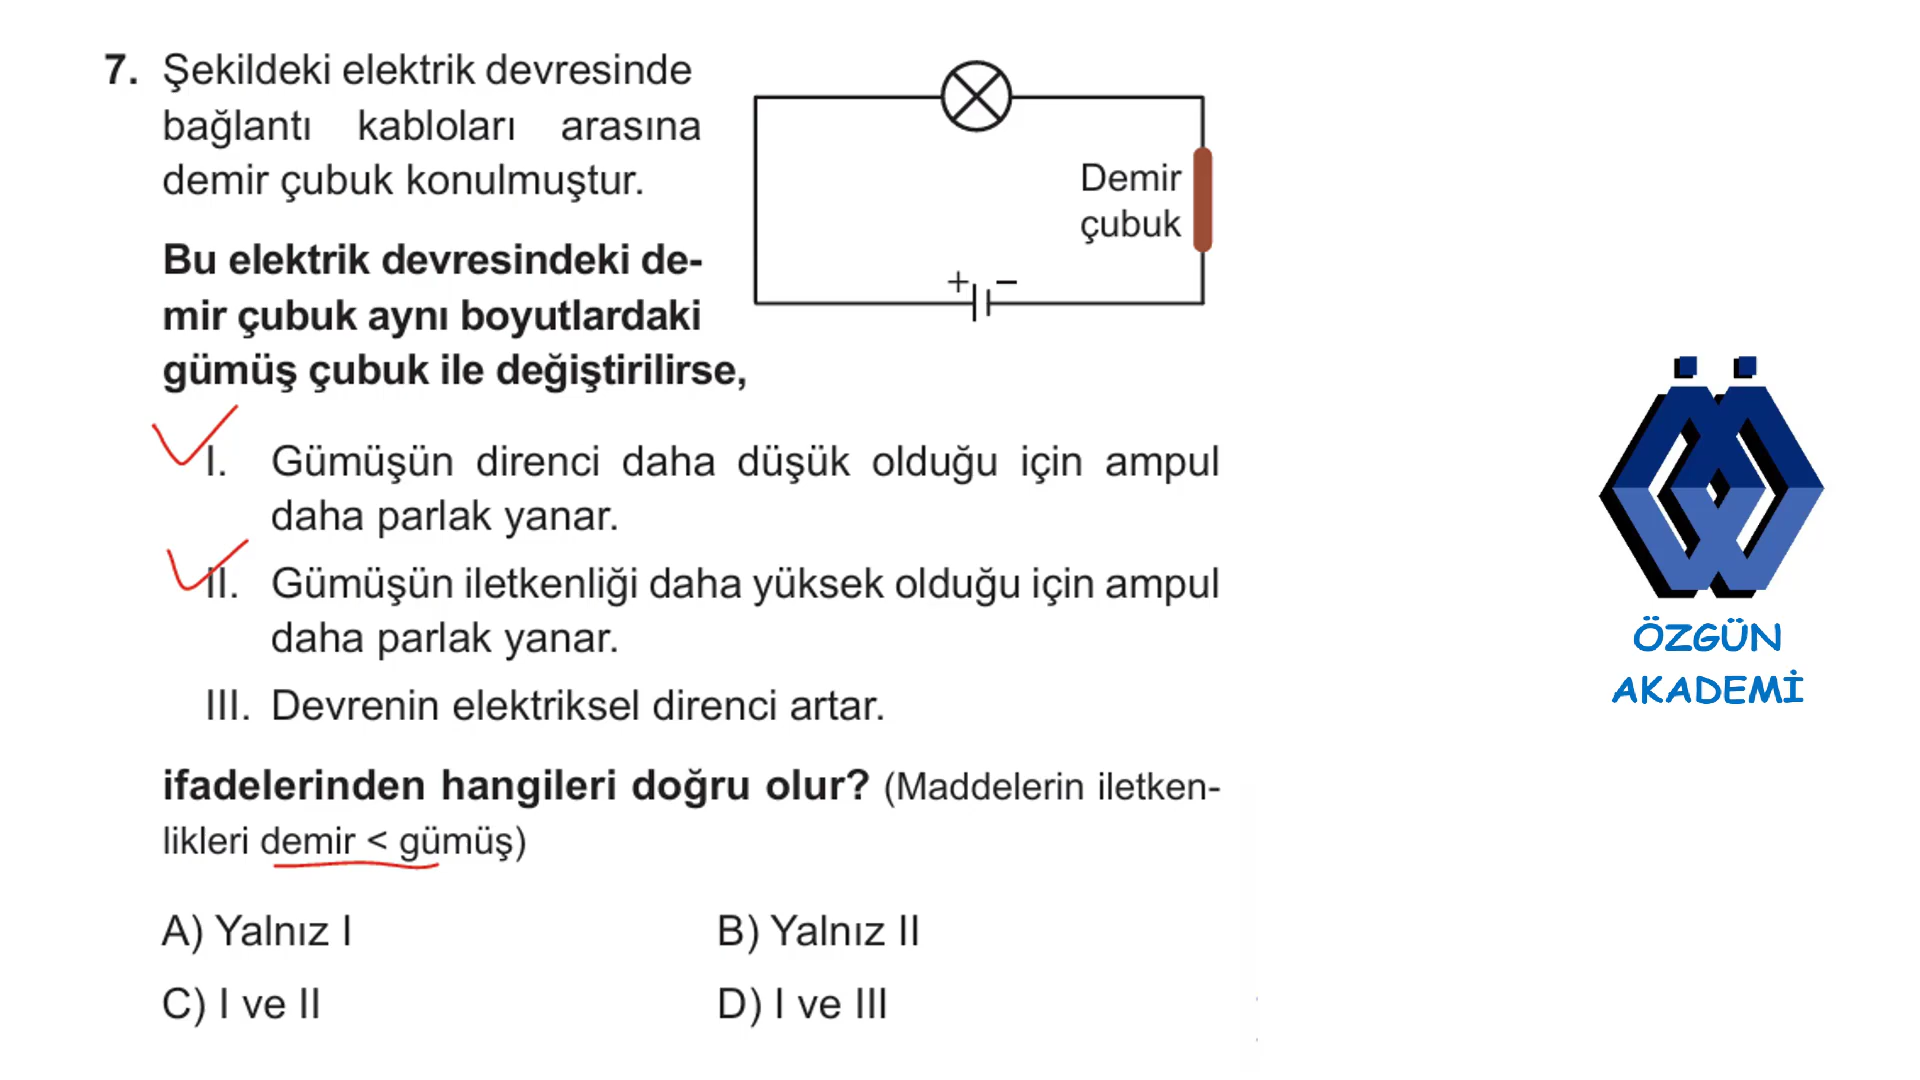 7. Şekildeki elektrik devresinde
bağlantı kabloları arasına
demir çubuk konulmuştur.
Demir
çubuk
+ −
Bu elektrik devresindeki de-
mir çubuk aynı boyutlardaki
gümüş çubuk ile değiştirilirse,
I. Gümüşün direnci daha düşük olduğu için ampul
daha parlak yanar.
II. Gümüşün iletkenliği daha yüksek olduğu için ampul
daha parlak yanar.
III. Devrenin elektriksel direnci artar.
ifadelerinden hangileri doğru olur? (Maddelerin iletken-
likleri demir < gümüş)
A) Yalnız I
B) Yalnız II
C) I ve II
D) I ve III
ÖZGÜN
AKADEMİ